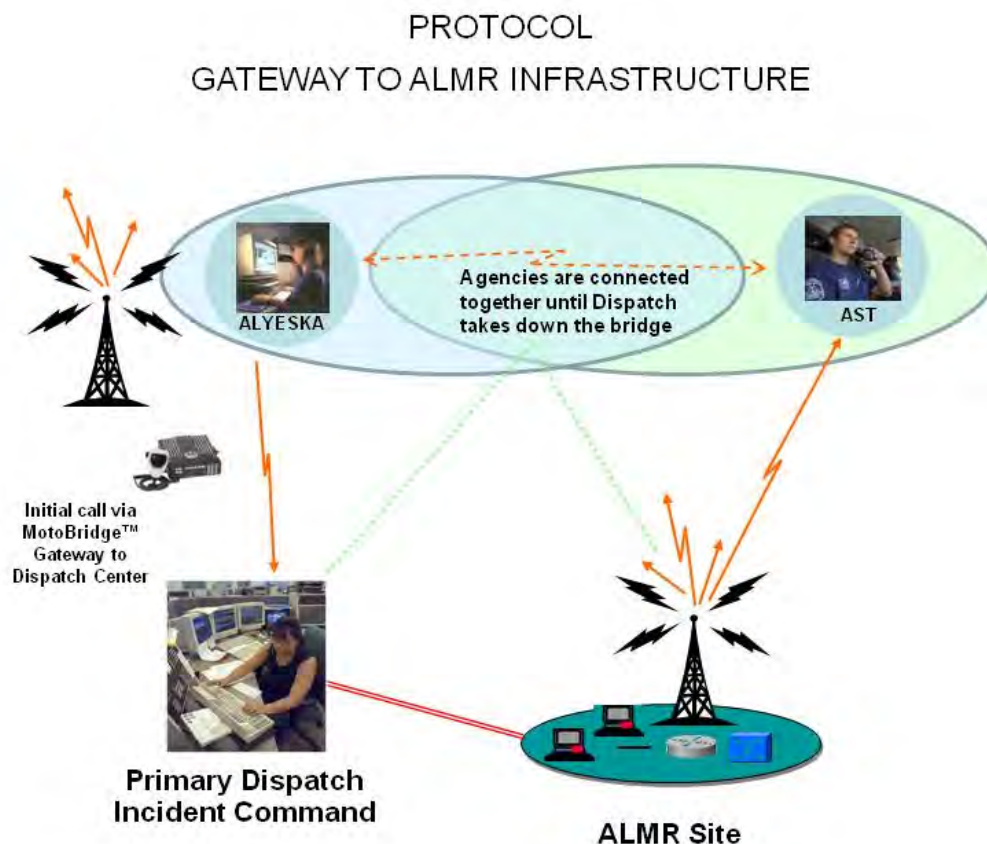 PROTOCOL
GATEWAY TO ALMR INFRASTRUCTURE
ALYESKA
Agencies are connected
together until Dispatch
takes down the bridge
AST
Initial call via
MotoBridge™
Gateway to
Dispatch Center
Primary Dispatch
Incident Command
ALMR Site